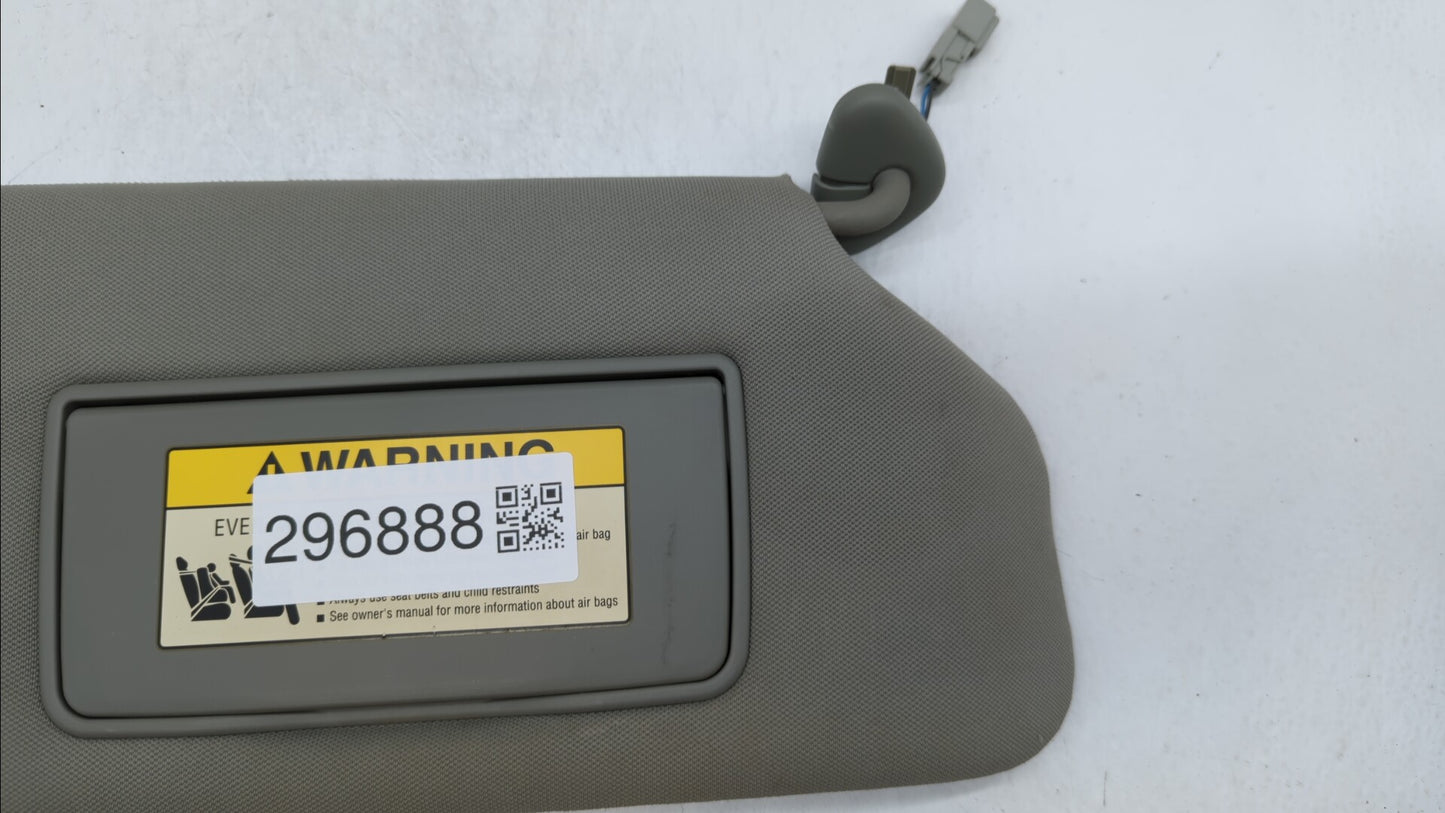 WARNING
EVE
296888
air bag
Always use seat belts and child restraints
■ See owner's manual for more information about air bags